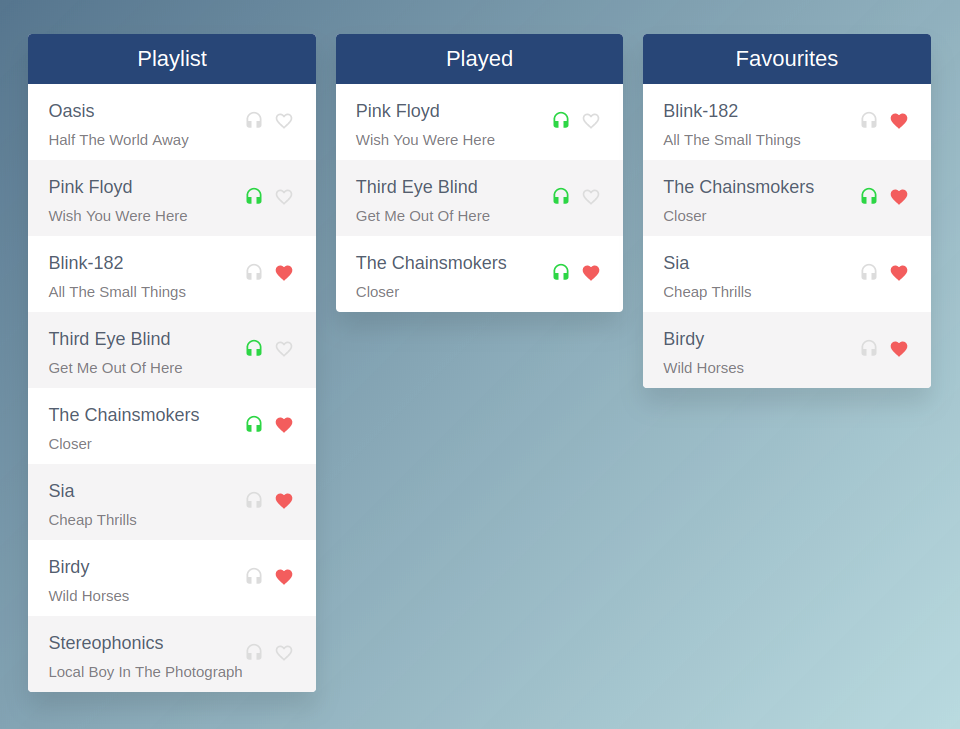 Playlist
Oasis
Half The World Away
Pink Floyd
Wish You Were Here
Blink-182
All The Small Things
Third Eye Blind
Get Me Out Of Here
The Chainsmokers
Closer
Sia
Cheap Thrills
Birdy
Wild Horses
Stereophonics
Local Boy In The Photograph
Played
Pink Floyd
Wish You Were Here
Third Eye Blind
Get Me Out Of Here
The Chainsmokers
Closer
Favourites
Blink-182
All The Small Things
The Chainsmokers
Closer
Sia
Cheap Thrills
Birdy
Wild Horses